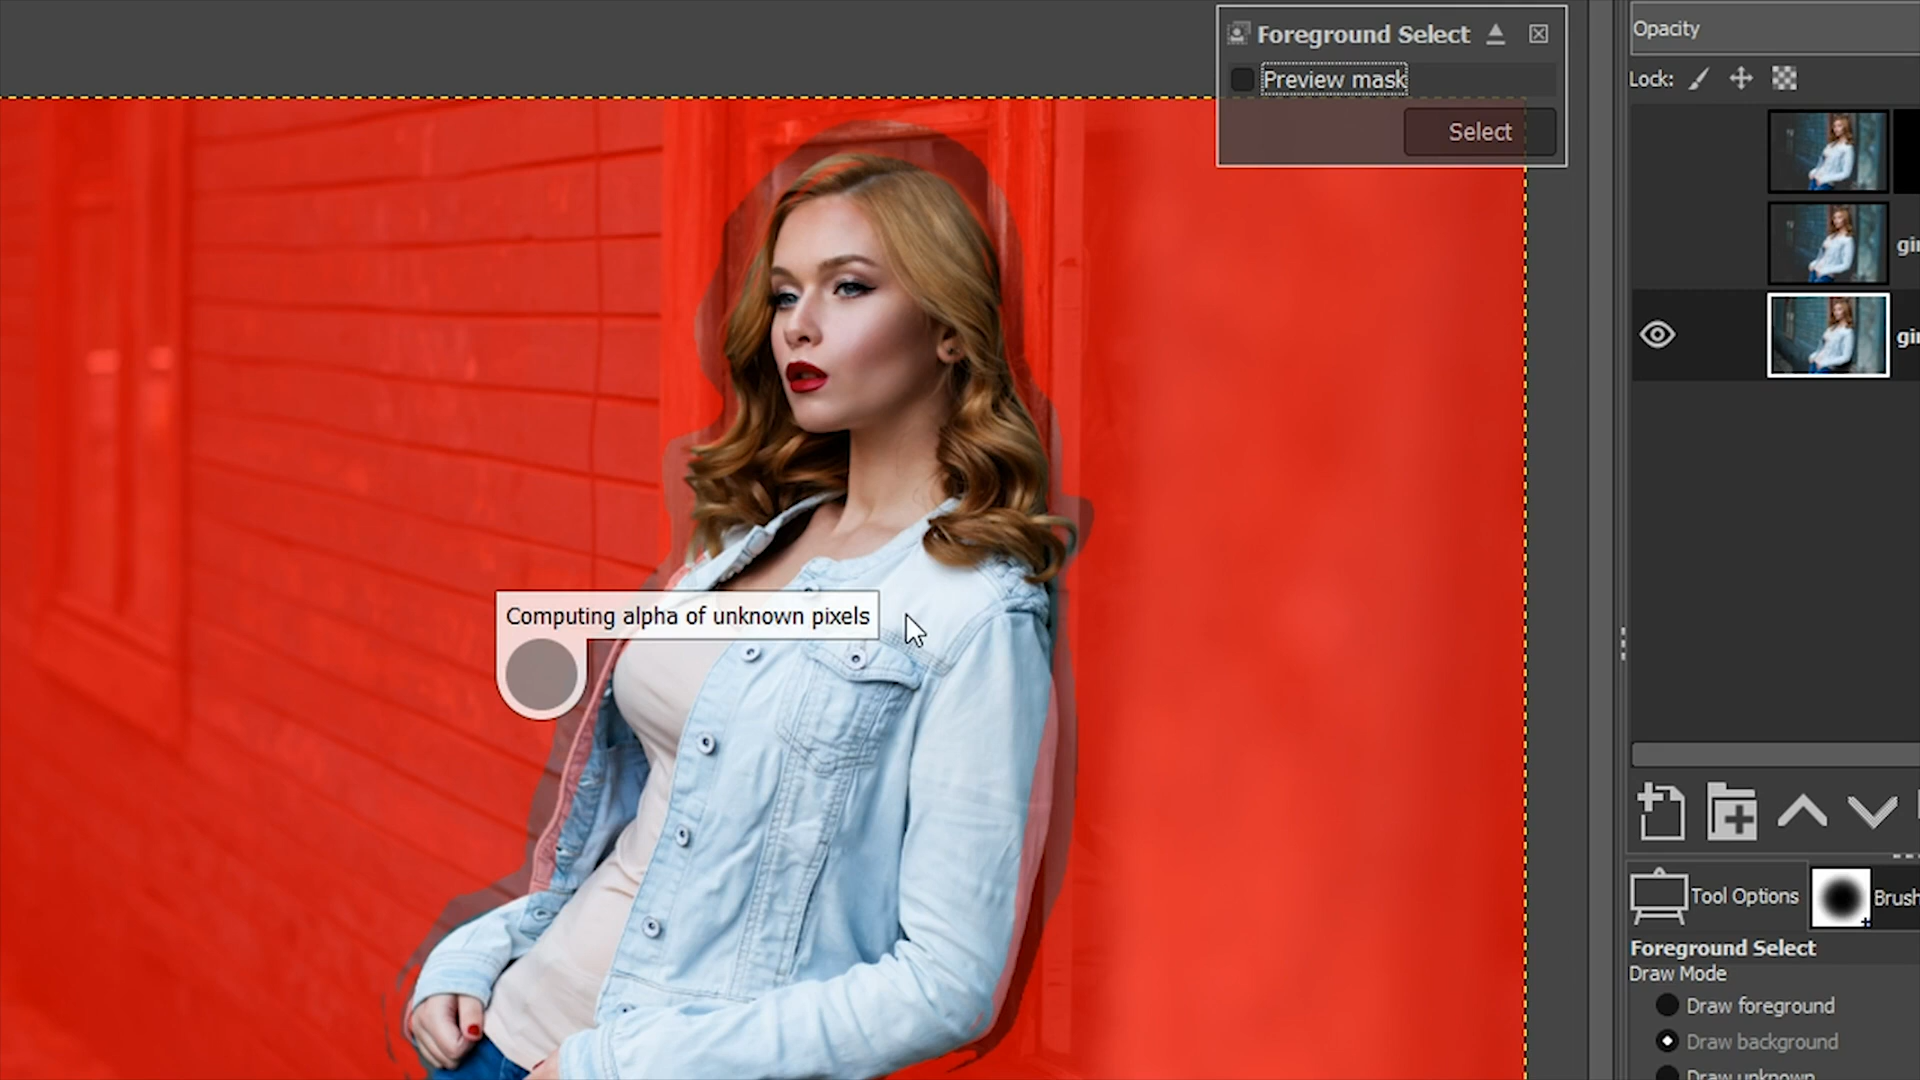 Foreground Select
Preview mask
Select
Opacity
Lock:
Computing alpha of unknown pixels
Tool Options
Foreground Select
Draw Mode
Draw foreground
Draw background
Draw unknown